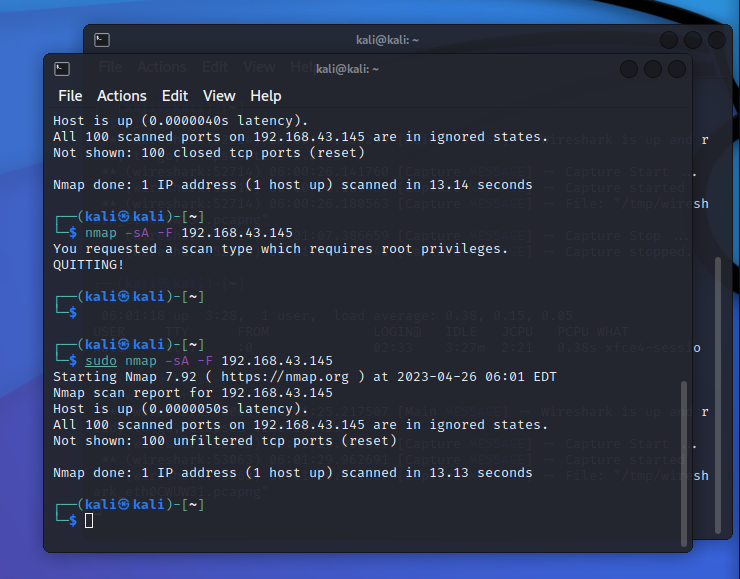 kali@kali: ~
kali@kali: ~
File Actions Edit View Help
Host is up (0.0000040s latency).
All 100 scanned ports on 192.168.43.145 are in ignored states.
Not shown: 100 closed tcp ports (reset)
Nmap done: 1 IP address (1 host up) scanned in 13.14 seconds
┌──(kali㉿kali)-[~]
└─$ nmap -sA -F 192.168.43.145
You requested a scan type which requires root privileges.
QUITTING!
┌──(kali㉿kali)-[~]
└─$
┌──(kali㉿kali)-[~]
└─$ sudo nmap -sA -F 192.168.43.145
Starting Nmap 7.92 ( https://nmap.org ) at 2023-04-26 06:01 EDT
Nmap scan report for 192.168.43.145
Host is up (0.0000050s latency).
All 100 scanned ports on 192.168.43.145 are in ignored states.
Not shown: 100 unfiltered tcp ports (reset)
Nmap done: 1 IP address (1 host up) scanned in 13.13 seconds
┌──(kali㉿kali)-[~]
└─$